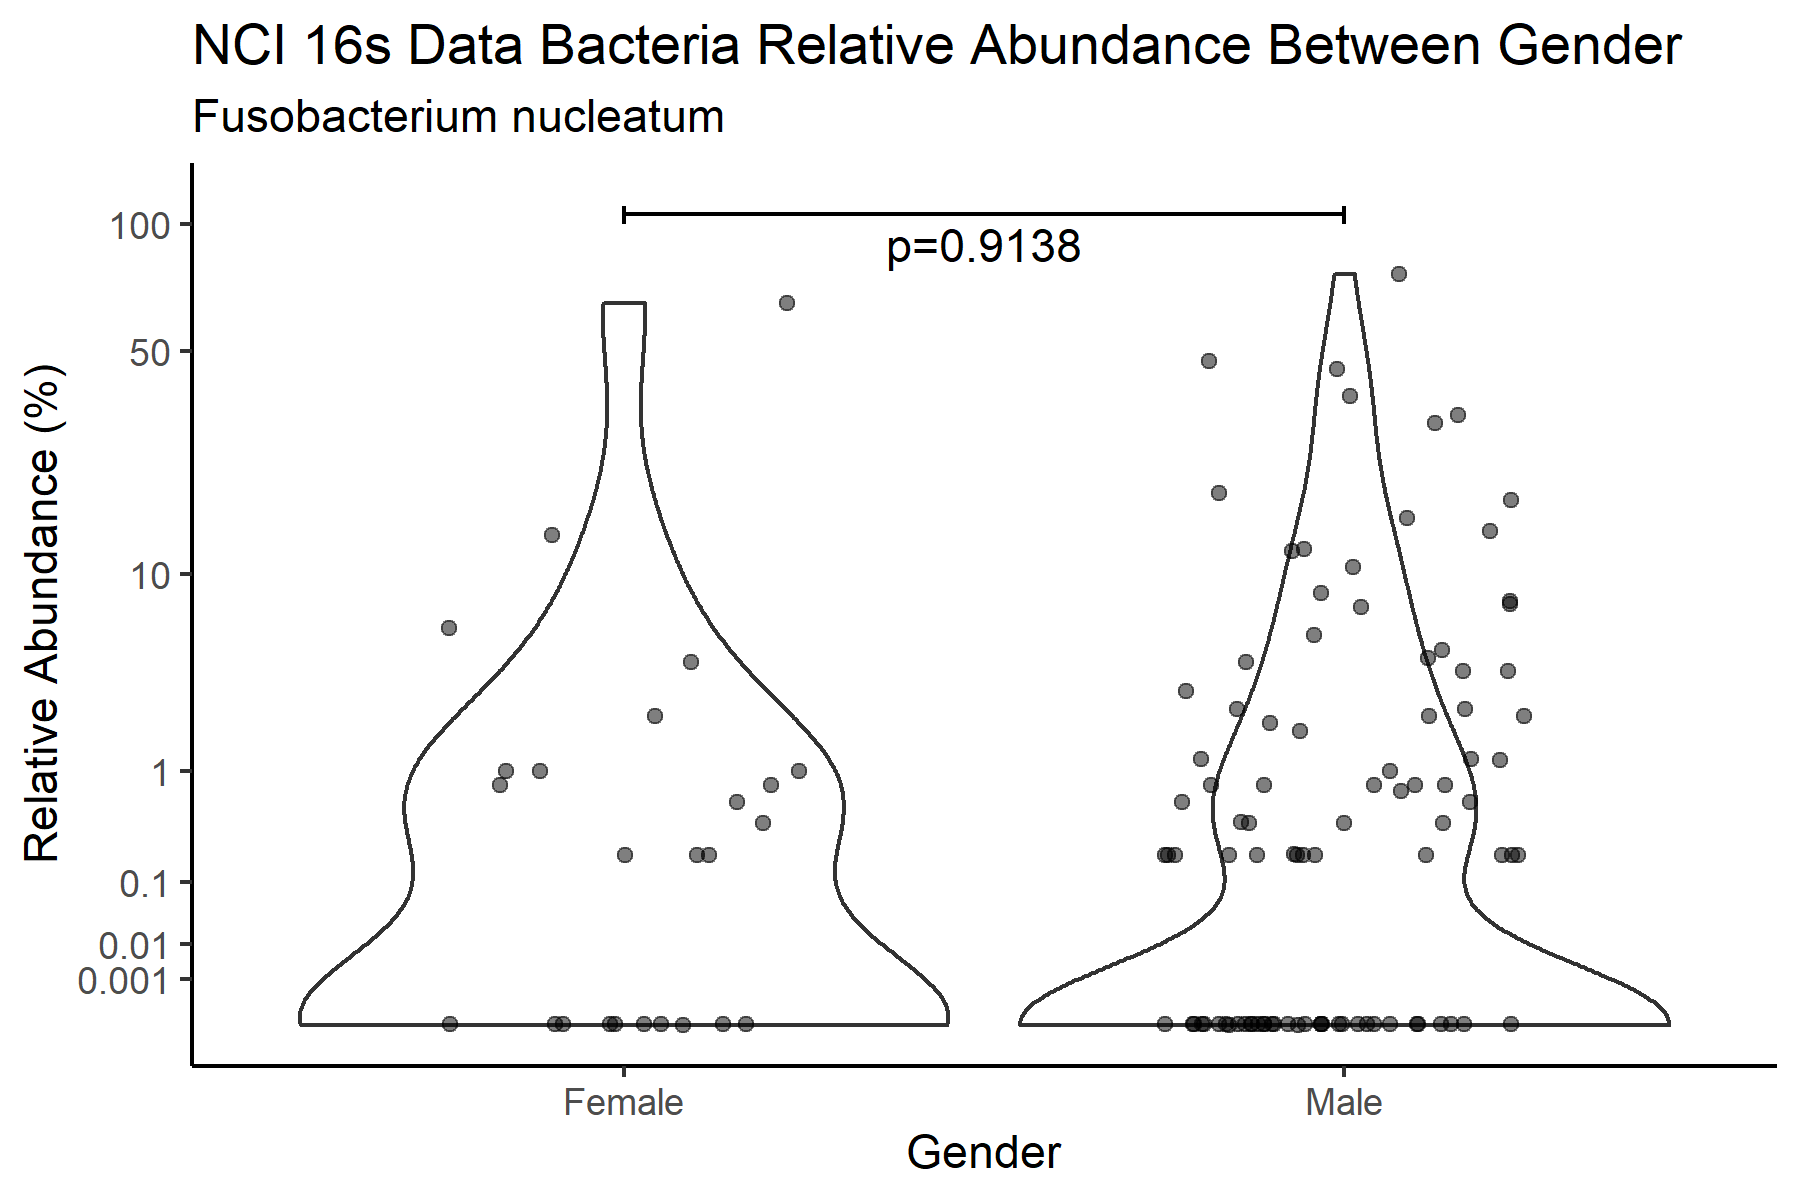 NCI 16s Data Bacteria Relative Abundance Between Gender
Fusobacterium nucleatum
p=0.9138
Relative Abundance (%)
100
50
10
1
0.1
0.01
0.001
Female
Male
Gender